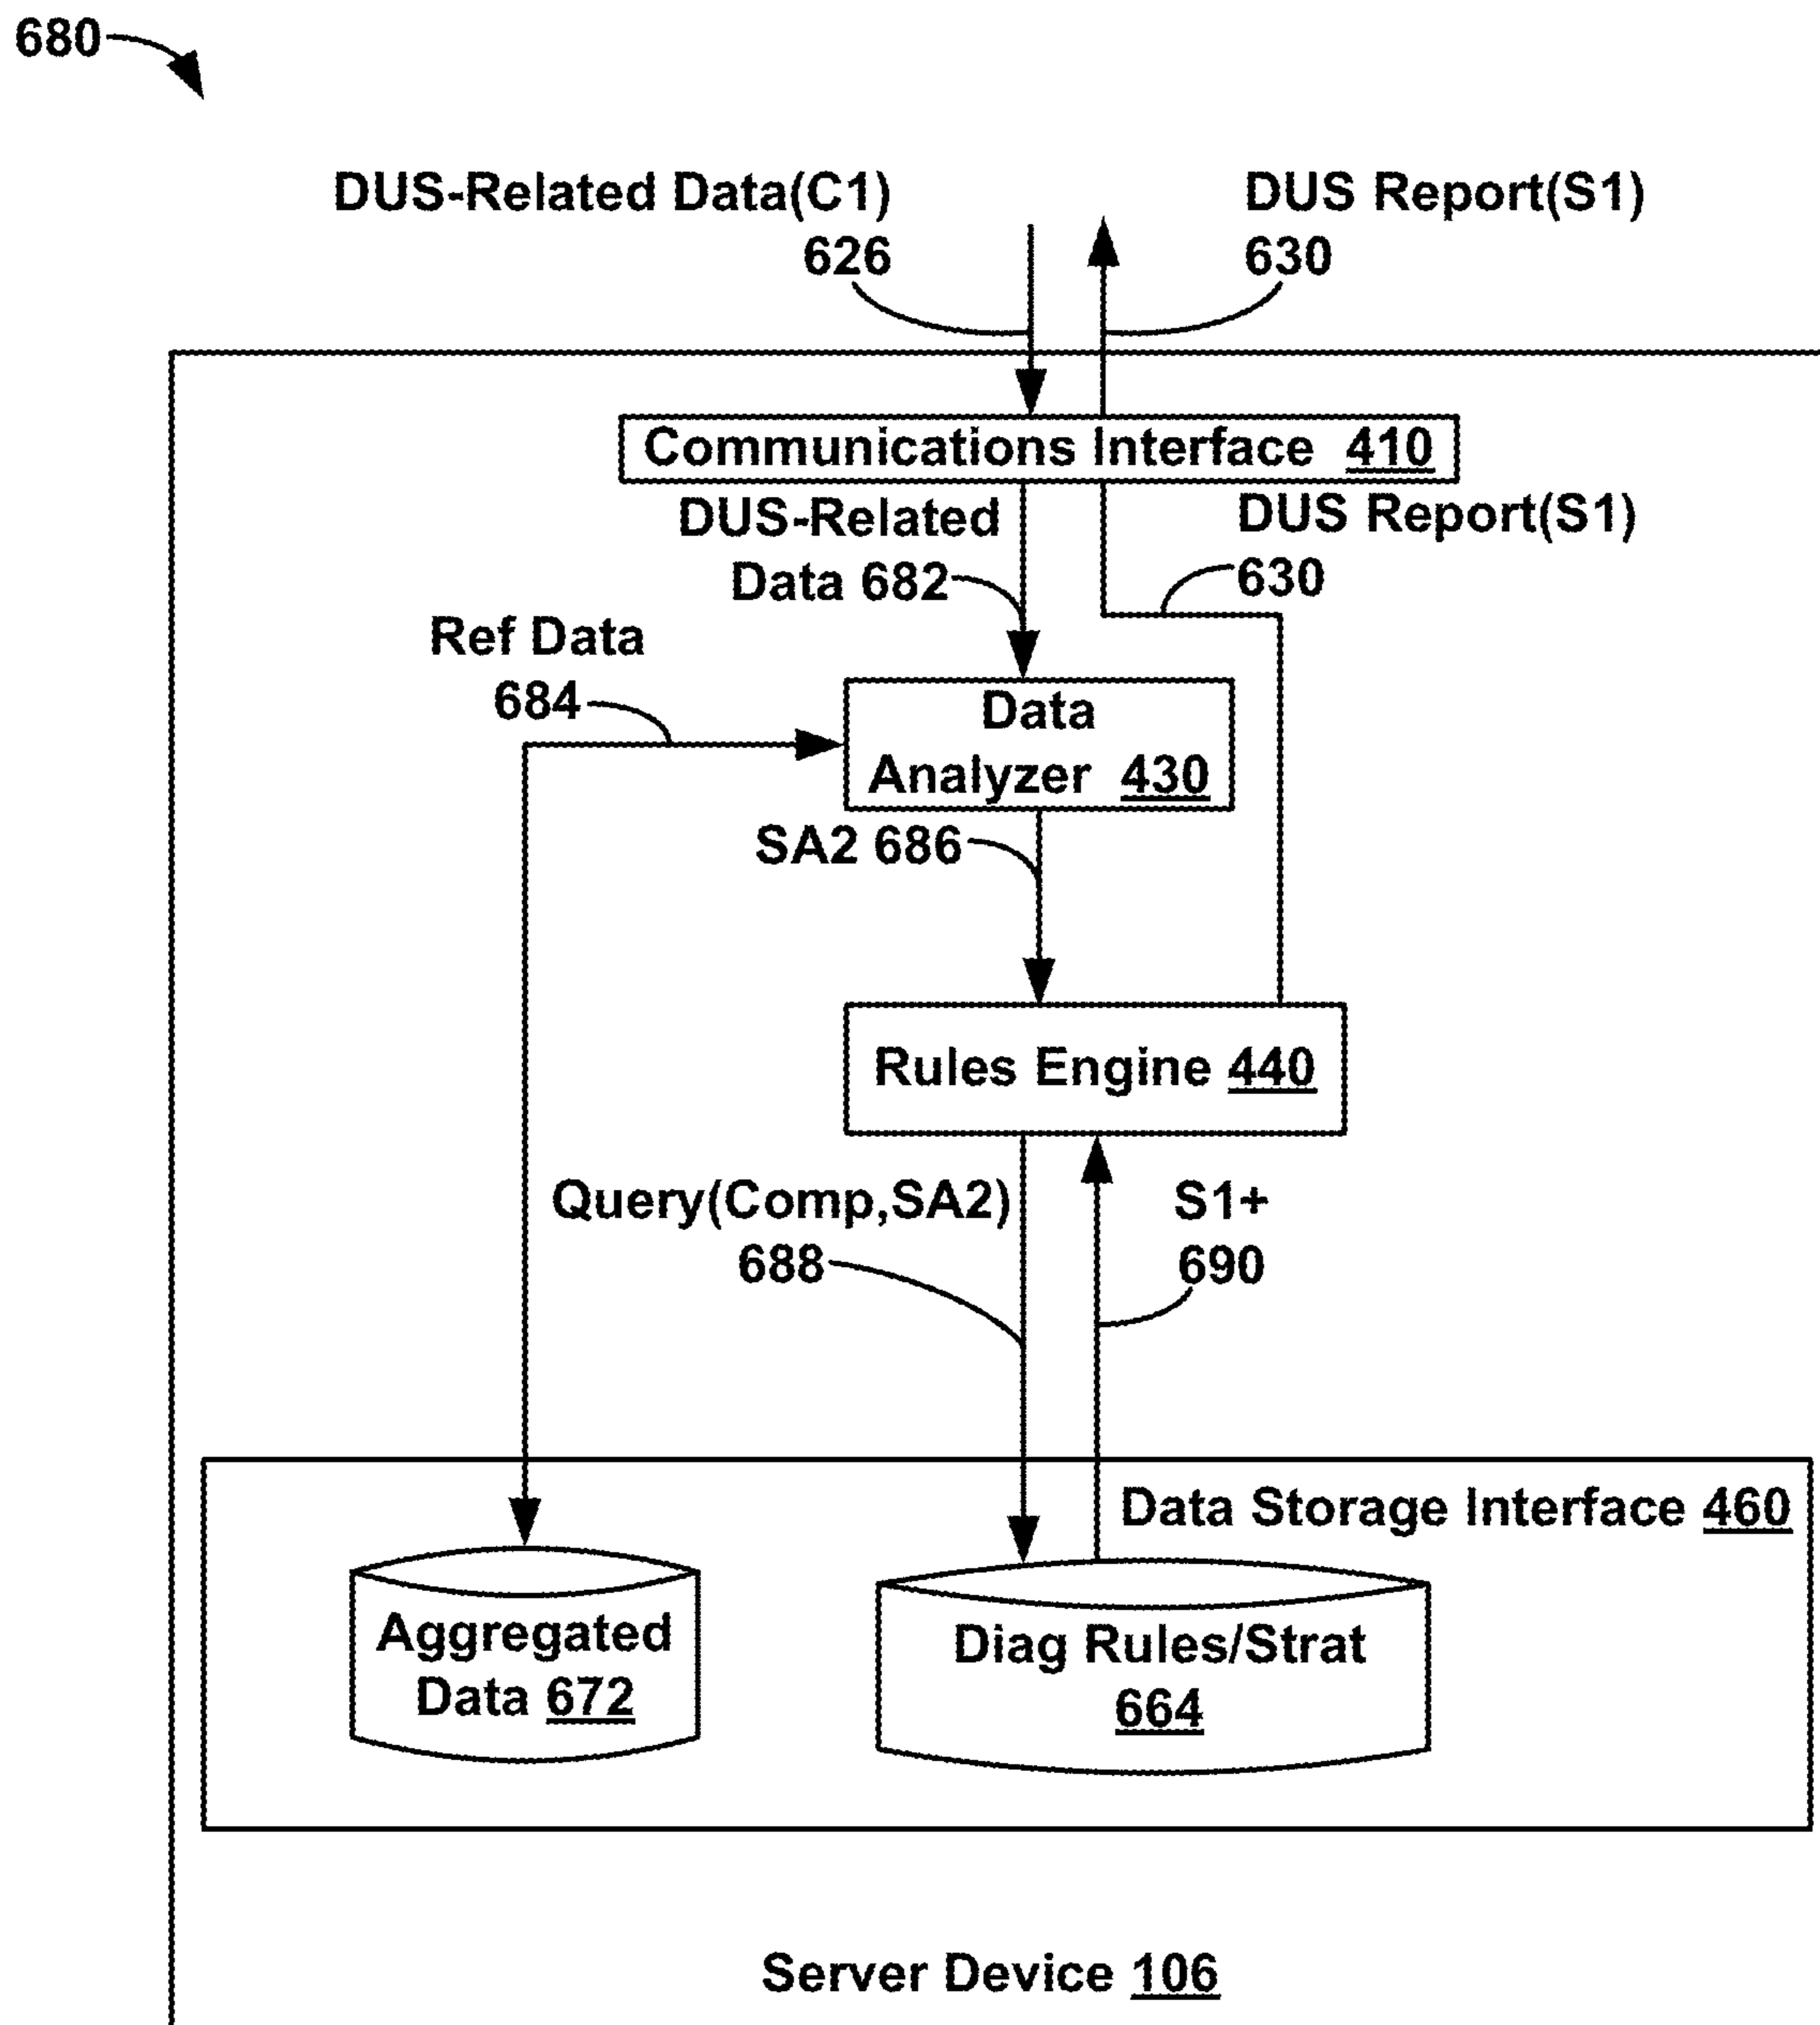 680
DUS-Related Data(C1)
626
DUS Report(S1)
630
Communications Interface 410
DUS-Related
Data 682
DUS Report(S1)
630
Ref Data
684
Data
Analyzer 430
SA2 686
Rules Engine 440
Query(Comp,SA2)
688
S1+
690
Data Storage Interface 460
Aggregated
Data 672
Diag Rules/Strat
664
Server Device 106